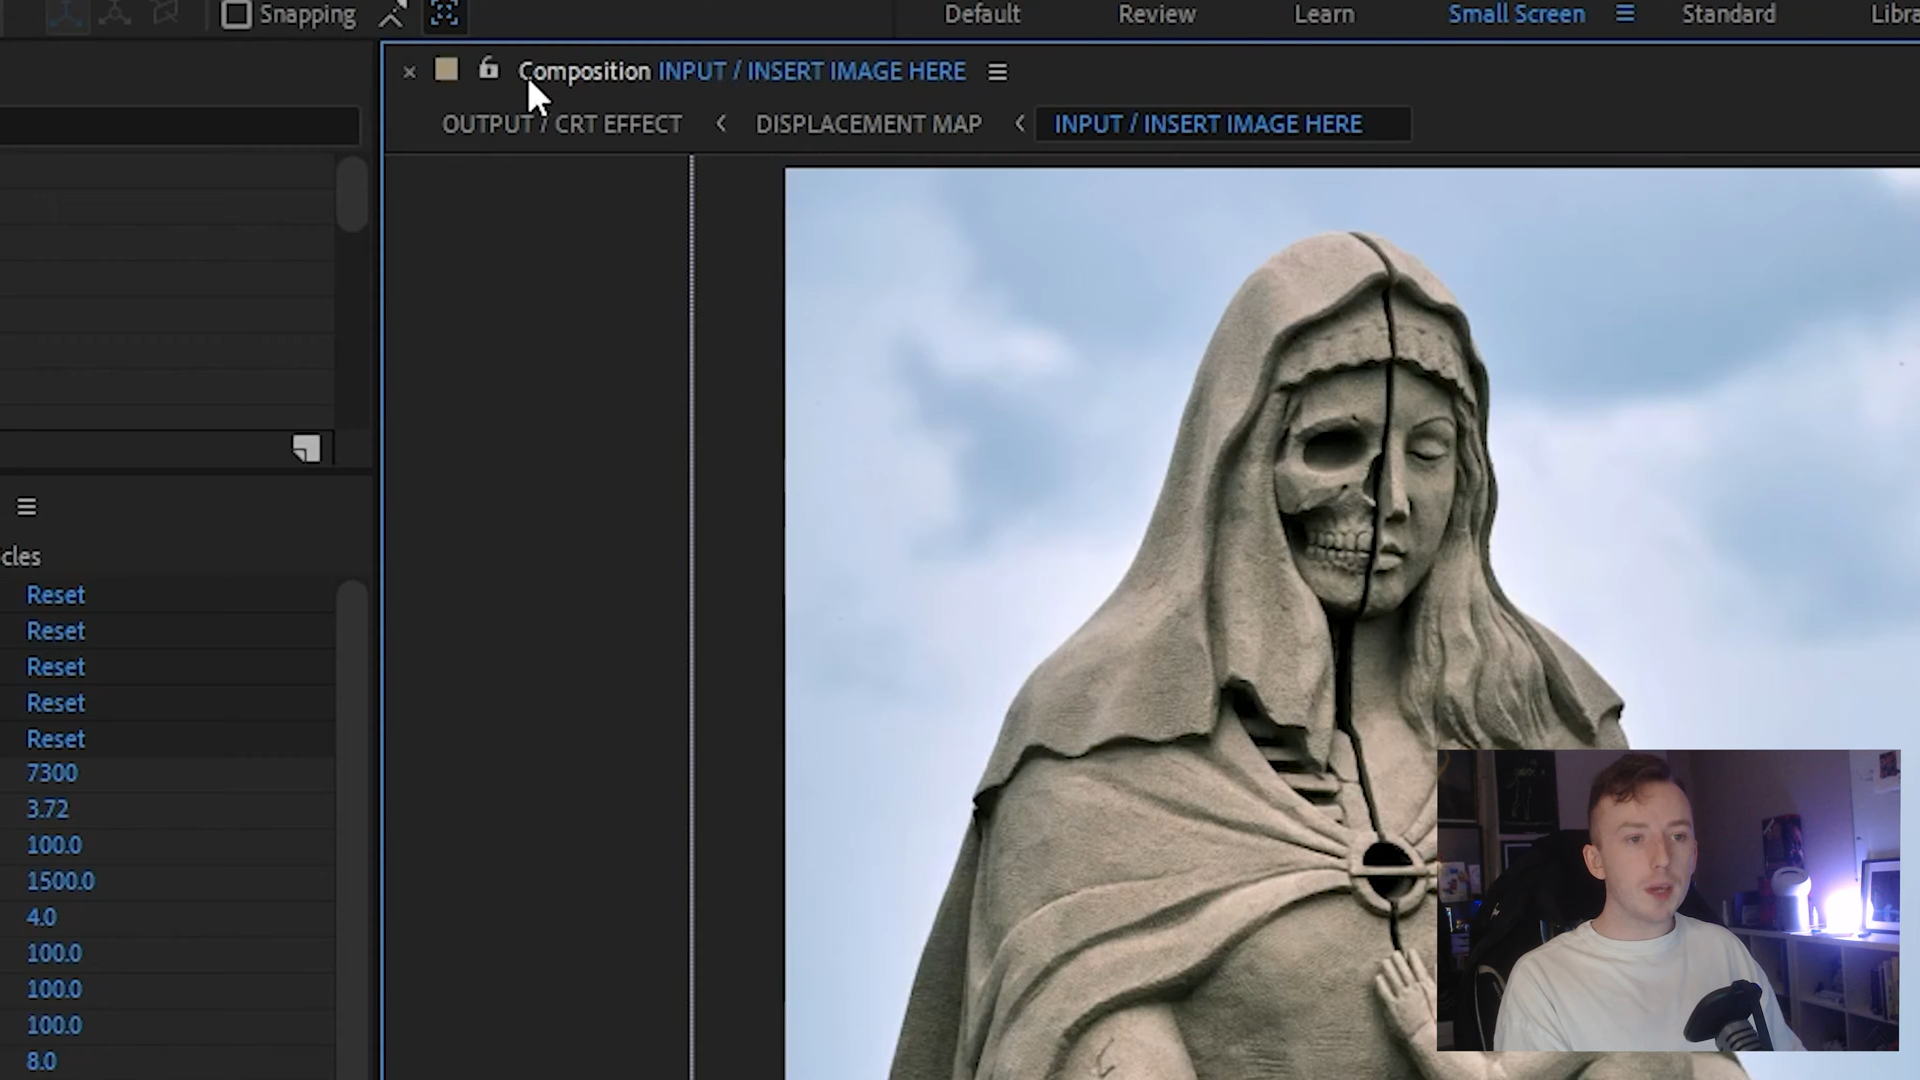 Snapping
Default
Review
Learn
Small Screen
Standard
Composition INPUT / INSERT IMAGE HERE
OUTPUT / CRT EFFECT
DISPLACEMENT MAP
INPUT / INSERT IMAGE HERE
Reset
Reset
Reset
Reset
Reset
7300
3.72
100.0
1500.0
4.0
100.0
100.0
100.0
8.0